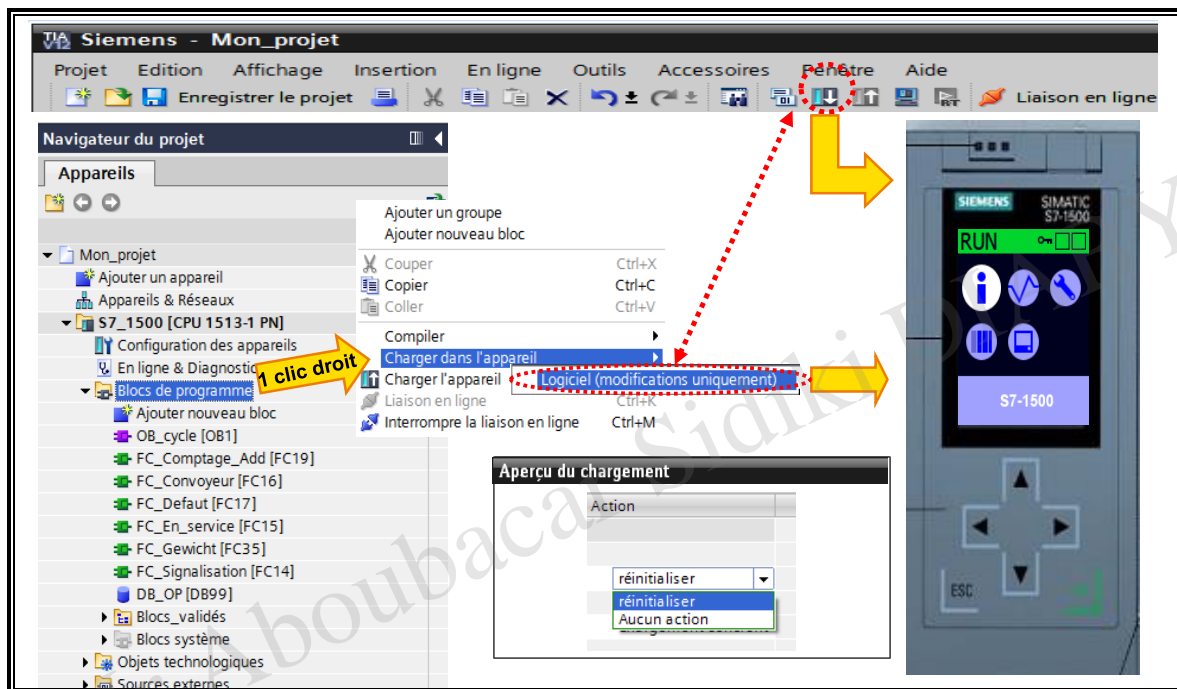 TIA V12 Siemens - Mon_projet
Projet Edition Affichage Insertion En ligne Outils Accessoires Fenêtre Aide
Enregistrer le projet
Liaison en ligne
Navigateur du projet
Appareils
Mon_projet
Ajouter un appareil
Appareils & Réseaux
S7_1500 [CPU 1513-1 PN]
Configuration des appareils
En ligne & Diagnostic
Blocs de programme
Ajouter nouveau bloc
OB_cycle [OB1]
FC_Comptage_Add [FC19]
FC_Convoyeur [FC16]
FC_Defaut [FC17]
FC_En_service [FC15]
FC_Gewicht [FC35]
FC_Signalisation [FC14]
DB_OP [DB99]
Blocs_validés
Blocs système
Objets technologiques
Sources externes
1 clic droit
Ajouter un groupe
Ajouter nouveau bloc
Couper Ctrl+X
Copier Ctrl+C
Coller Ctrl+V
Compiler
Charger dans l'appareil
Logiciel (modifications uniquement)
Charger l'appareil
Liaison en ligne Ctrl+K
Interrompre la liaison en ligne Ctrl+M
Aperçu du chargement
Action
réinitialiser
réinitialiser
Aucun action
SIEMENS SIMATIC
S7-1500
RUN
S7-1500
ESC
Aboubacar Sidiki DIABY